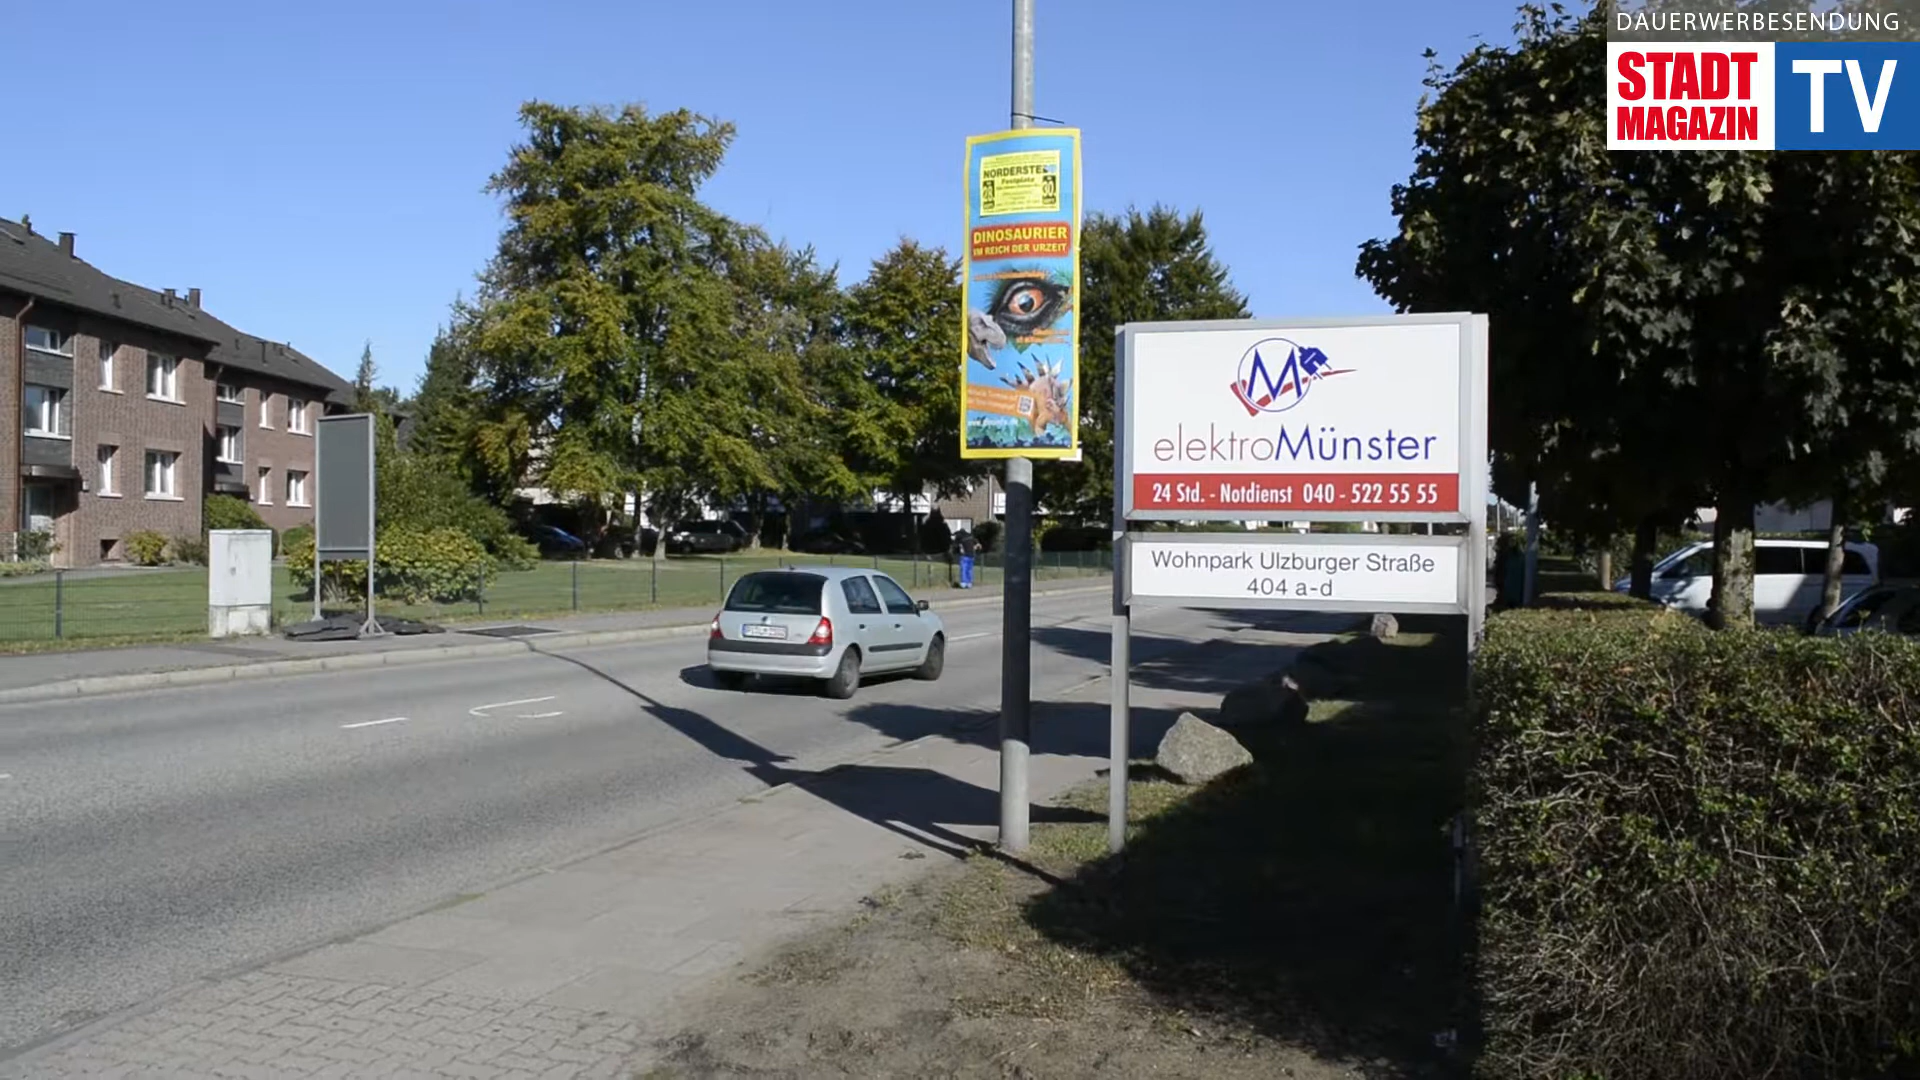 DAUERWERBESENDUNG
STADT
MAGAZIN
TV
NORDERSTE
Festplatz
DINOSAURIER
IM REICH DER URZEIT
elektroMünster
24 Std. - Notdienst 040 - 522 55 55
Wohnpark Ulzburger Straße
404 a-d